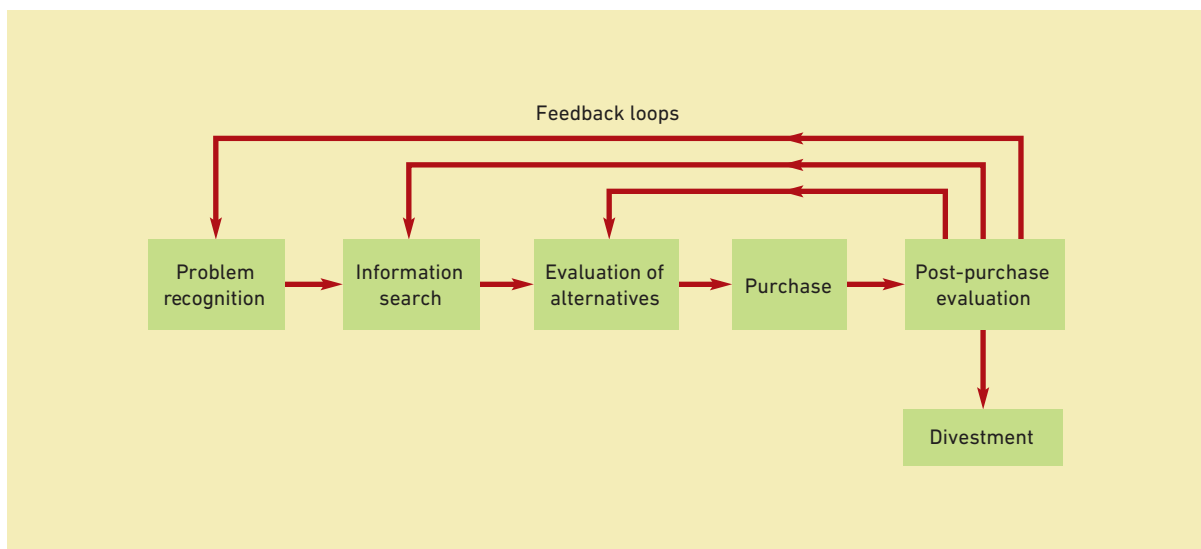 Feedback loops
Problem
recognition
Information
search
Evaluation of
alternatives
Purchase
Post-purchase
evaluation
Divestment